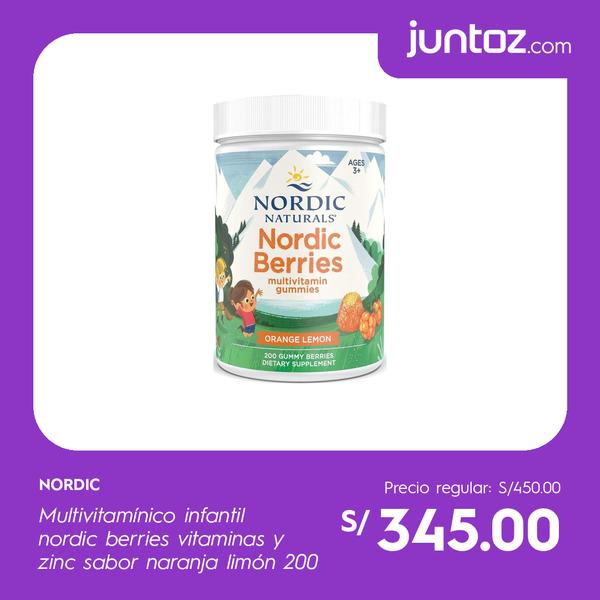 juntoz.com
AGES
3+
NORDIC
NATURALS®
Nordic
Berries
multivitamin
gummies
ORANGE LEMON
200 GUMMY BERRIES
DIETARY SUPPLEMENT
NORDIC
Multivitamínico infantil
nordic berries vitaminas y
zinc sabor naranja limón 200
Precio regular: S/450.00
S/ 345.00